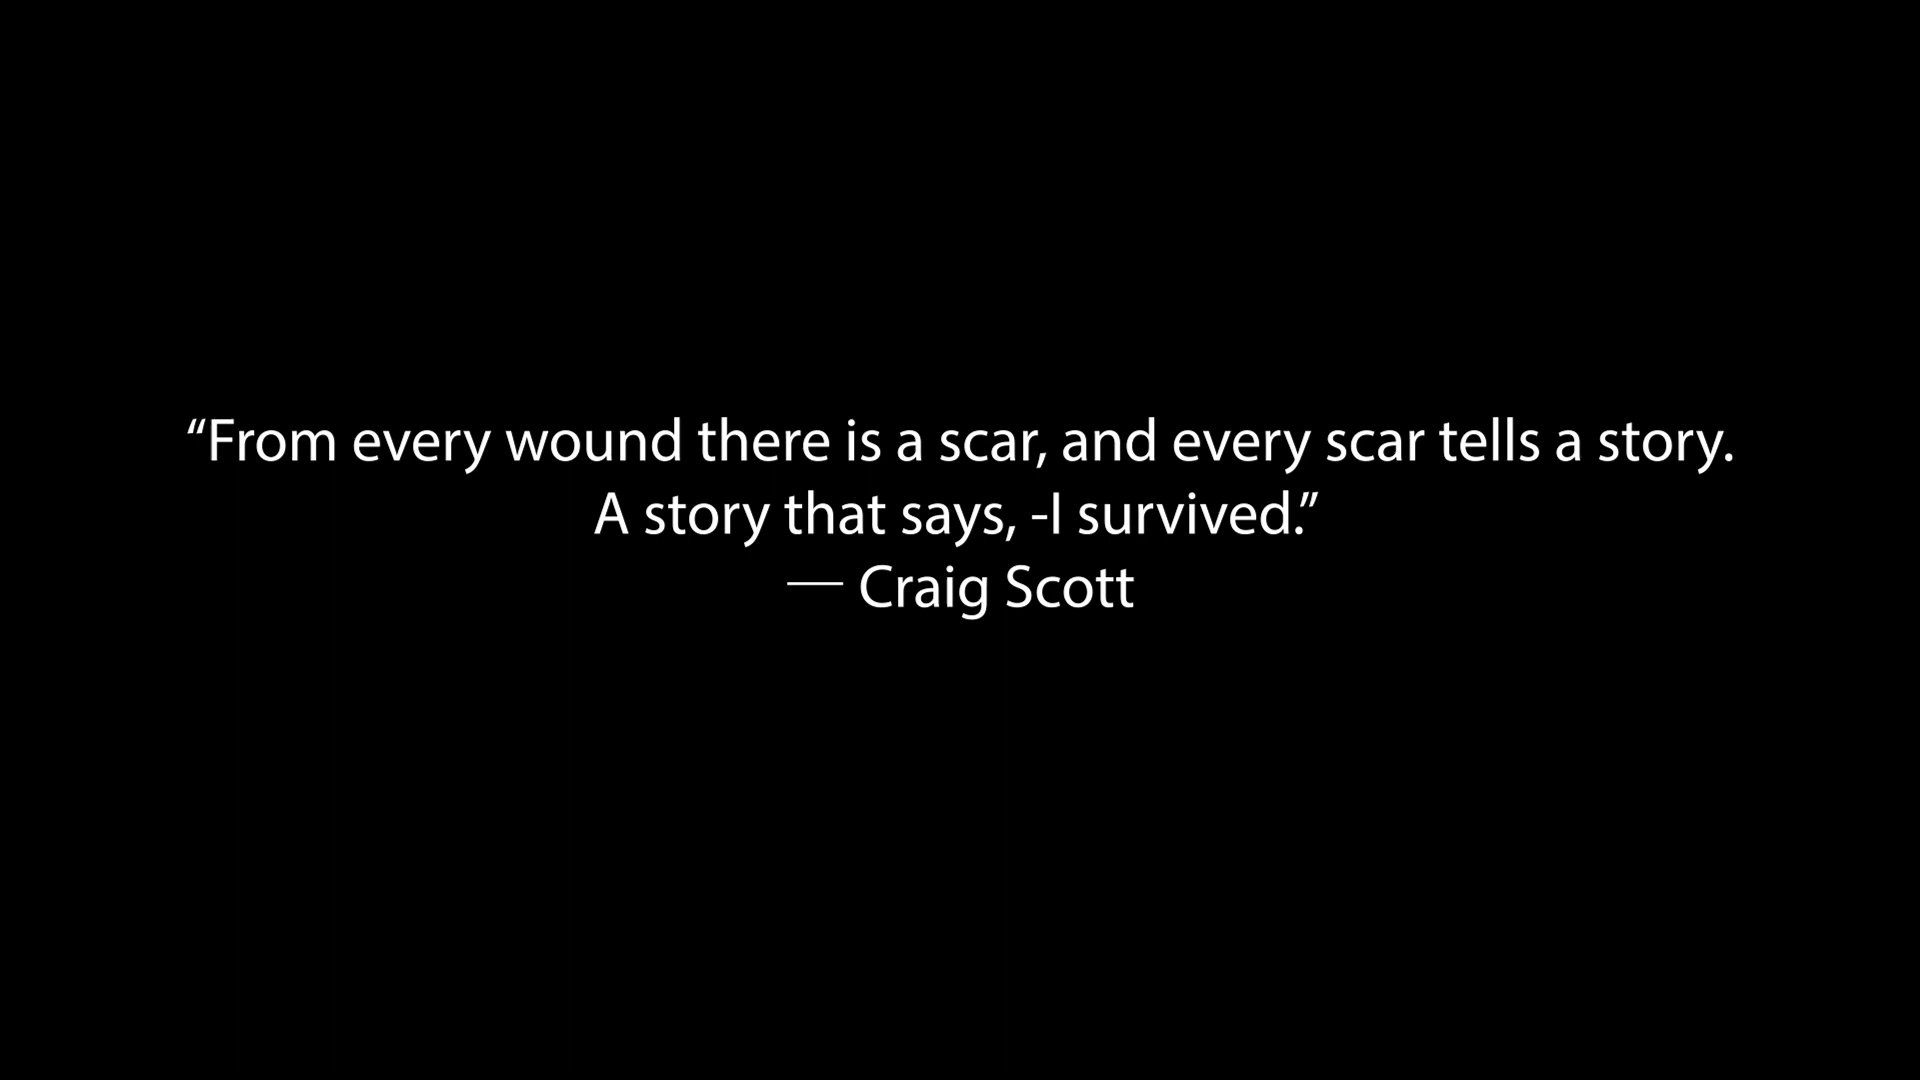 “From every wound there is a scar, and every scar tells a story.
A story that says, -I survived.”
— Craig Scott